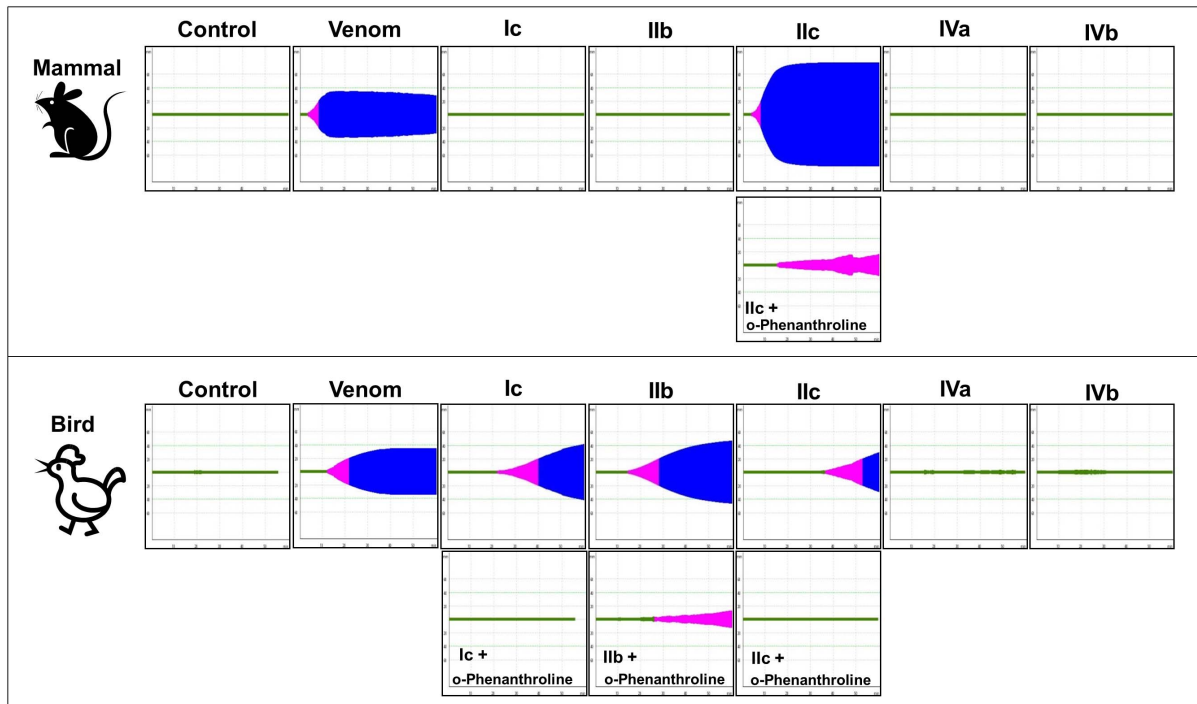 Control Venom Ic IIb IIc IVa IVb
Mammal
IIc +
o-Phenanthroline
Control Venom Ic IIb IIc IVa IVb
Bird
Ic +
o-Phenanthroline
IIb +
o-Phenanthroline
IIc +
o-Phenanthroline